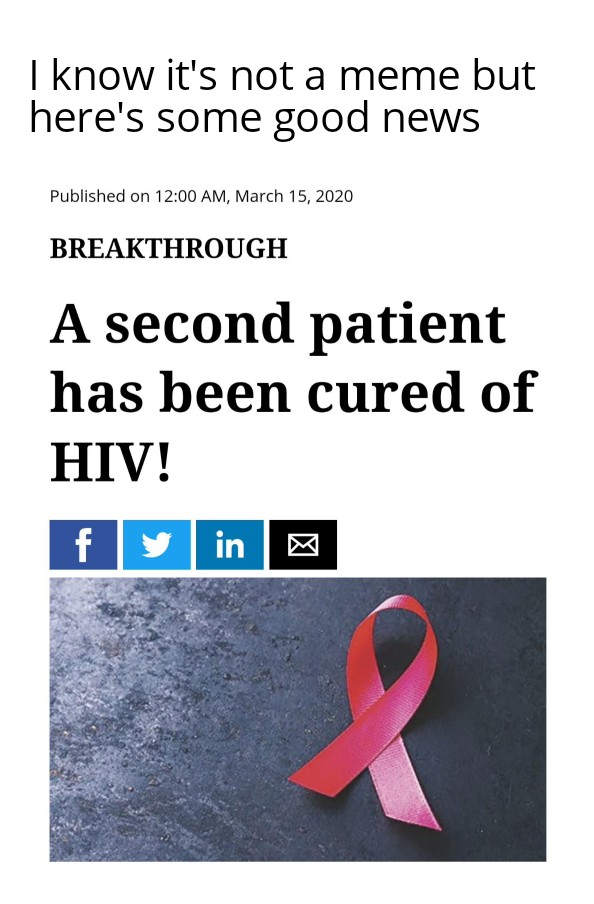 I know it's not a meme but
here's some good news
Published on 12:00 AM, March 15, 2020
BREAKTHROUGH
A second patient
has been cured of
HIV!
f
in